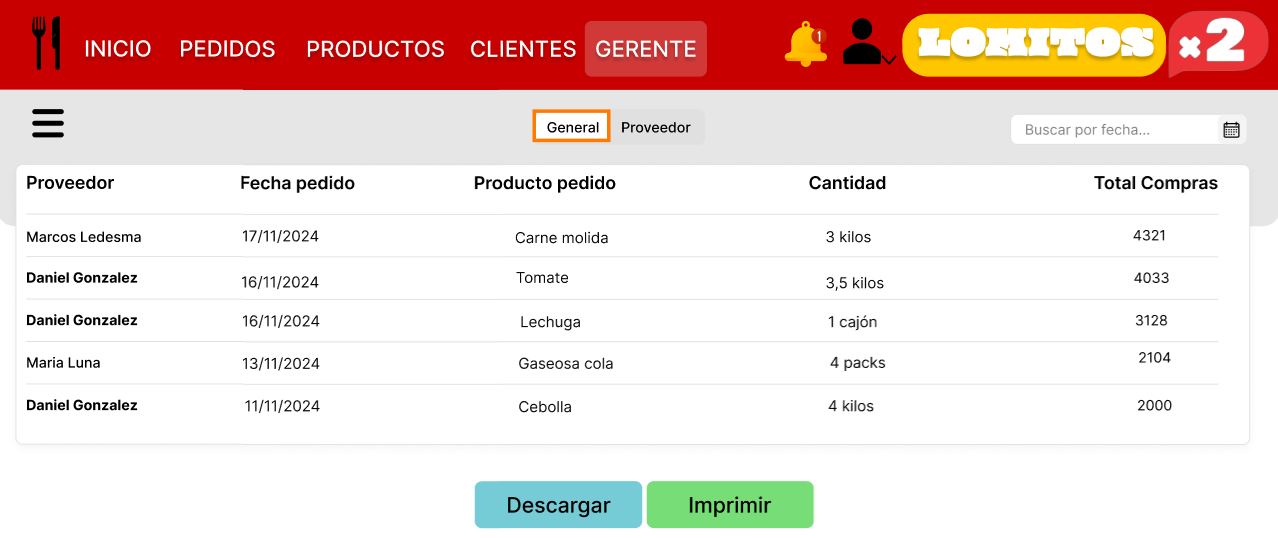 INICIO PEDIDOS PRODUCTOS CLIENTES GERENTE 1 LOMITOS x2
General Proveedor Buscar por fecha...
Proveedor Fecha pedido Producto pedido Cantidad Total Compras
Marcos Ledesma 17/11/2024 Carne molida 3 kilos 4321
Daniel Gonzalez 16/11/2024 Tomate 3,5 kilos 4033
Daniel Gonzalez 16/11/2024 Lechuga 1 cajón 3128
Maria Luna 13/11/2024 Gaseosa cola 4 packs 2104
Daniel Gonzalez 11/11/2024 Cebolla 4 kilos 2000
Descargar Imprimir